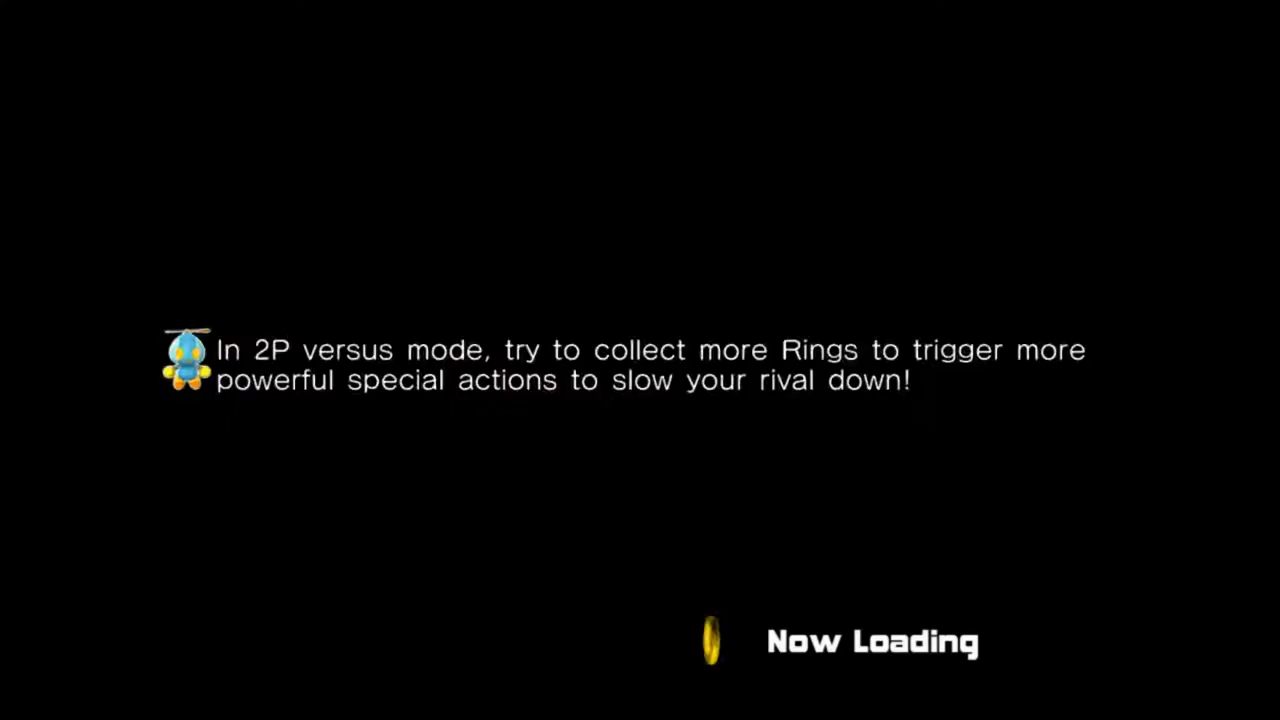 In 2P versus mode, try to collect more Rings to trigger more
powerful special actions to slow your rival down!
Now Loading